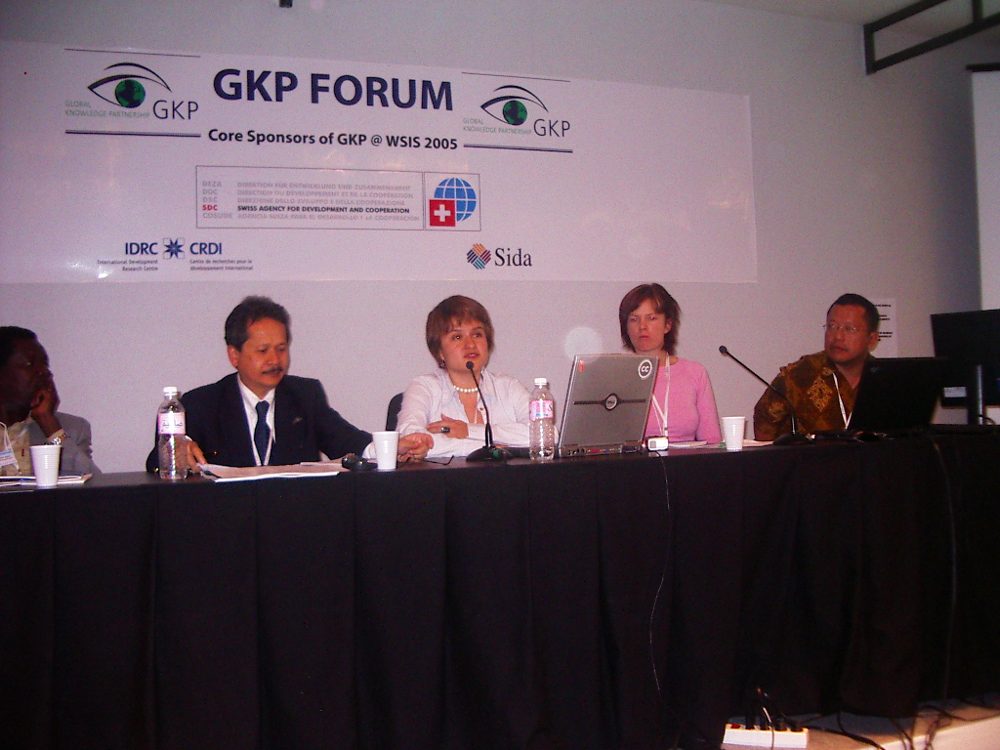 GKP FORUM
GLOBAL
KNOWLEDGE PARTNERSHIP
GKP
GLOBAL
KNOWLEDGE PARTNERSHIP
GKP
Core Sponsors of GKP @ WSIS 2005
DEZA DIREKTION FÜR ENTWICKLUNG UND ZUSAMMENARBEIT
DDC DIRECTION DU DÉVELOPPEMENT ET DE LA COOPÉRATION
DSC DIREZIONE DELLO SVILUPPO E DELLA COOPERAZIONE
SDC SWISS AGENCY FOR DEVELOPMENT AND COOPERATION
COSUDE AGENCIA SUIZA PARA EL DESARROLLO Y LA COOPERACIÓN
IDRC CRDI
International Development
Research Centre
Centre de recherches pour le
développement international
Sida
cc
DELL